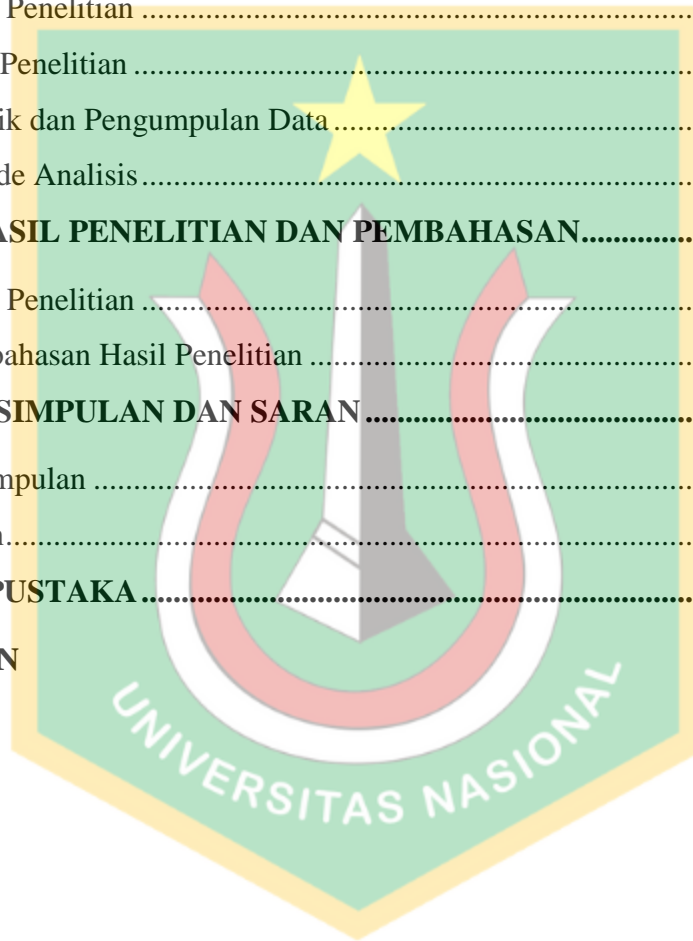 Penelitian ..........................................................................
Penelitian ............................................................................
ik dan Pengumpulan Data ...............................................
de Analisis ..........................................................................
ASIL PENELITIAN DAN PEMBAHASAN ..............
Penelitian ..........................................................................
bahasan Hasil Penelitian ..................................................
SIMPULAN DAN SARAN ............................................
mpulan ................................................................................
n ............................................................................................
PUSTAKA ..........................................................................
N
UNIVERSITAS NASIONAL